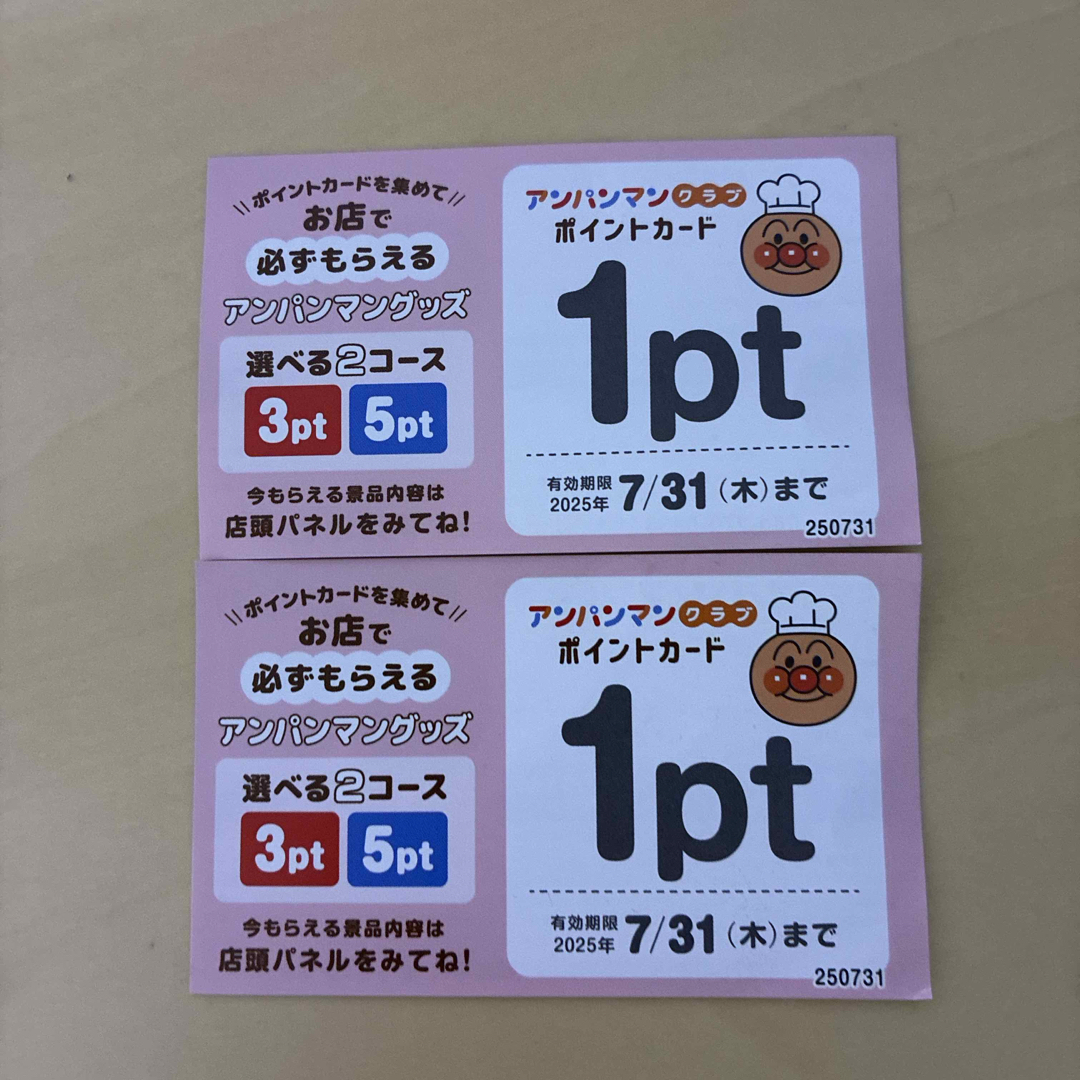 ポイントカードを集めて
お店で
必ずもらえる
アンパンマングッズ
選べる2コース
3pt 5pt
今もらえる景品内容は
店頭パネルをみてね!
アンパンマンクラブ
ポイントカード
1pt
有効期限
2025年 7/31(木)まで
250731
ポイントカードを集めて
お店で
必ずもらえる
アンパンマングッズ
選べる2コース
3pt 5pt
今もらえる景品内容は
店頭パネルをみてね!
アンパンマンクラブ
ポイントカード
1pt
有効期限
2025年 7/31(木)まで
250731